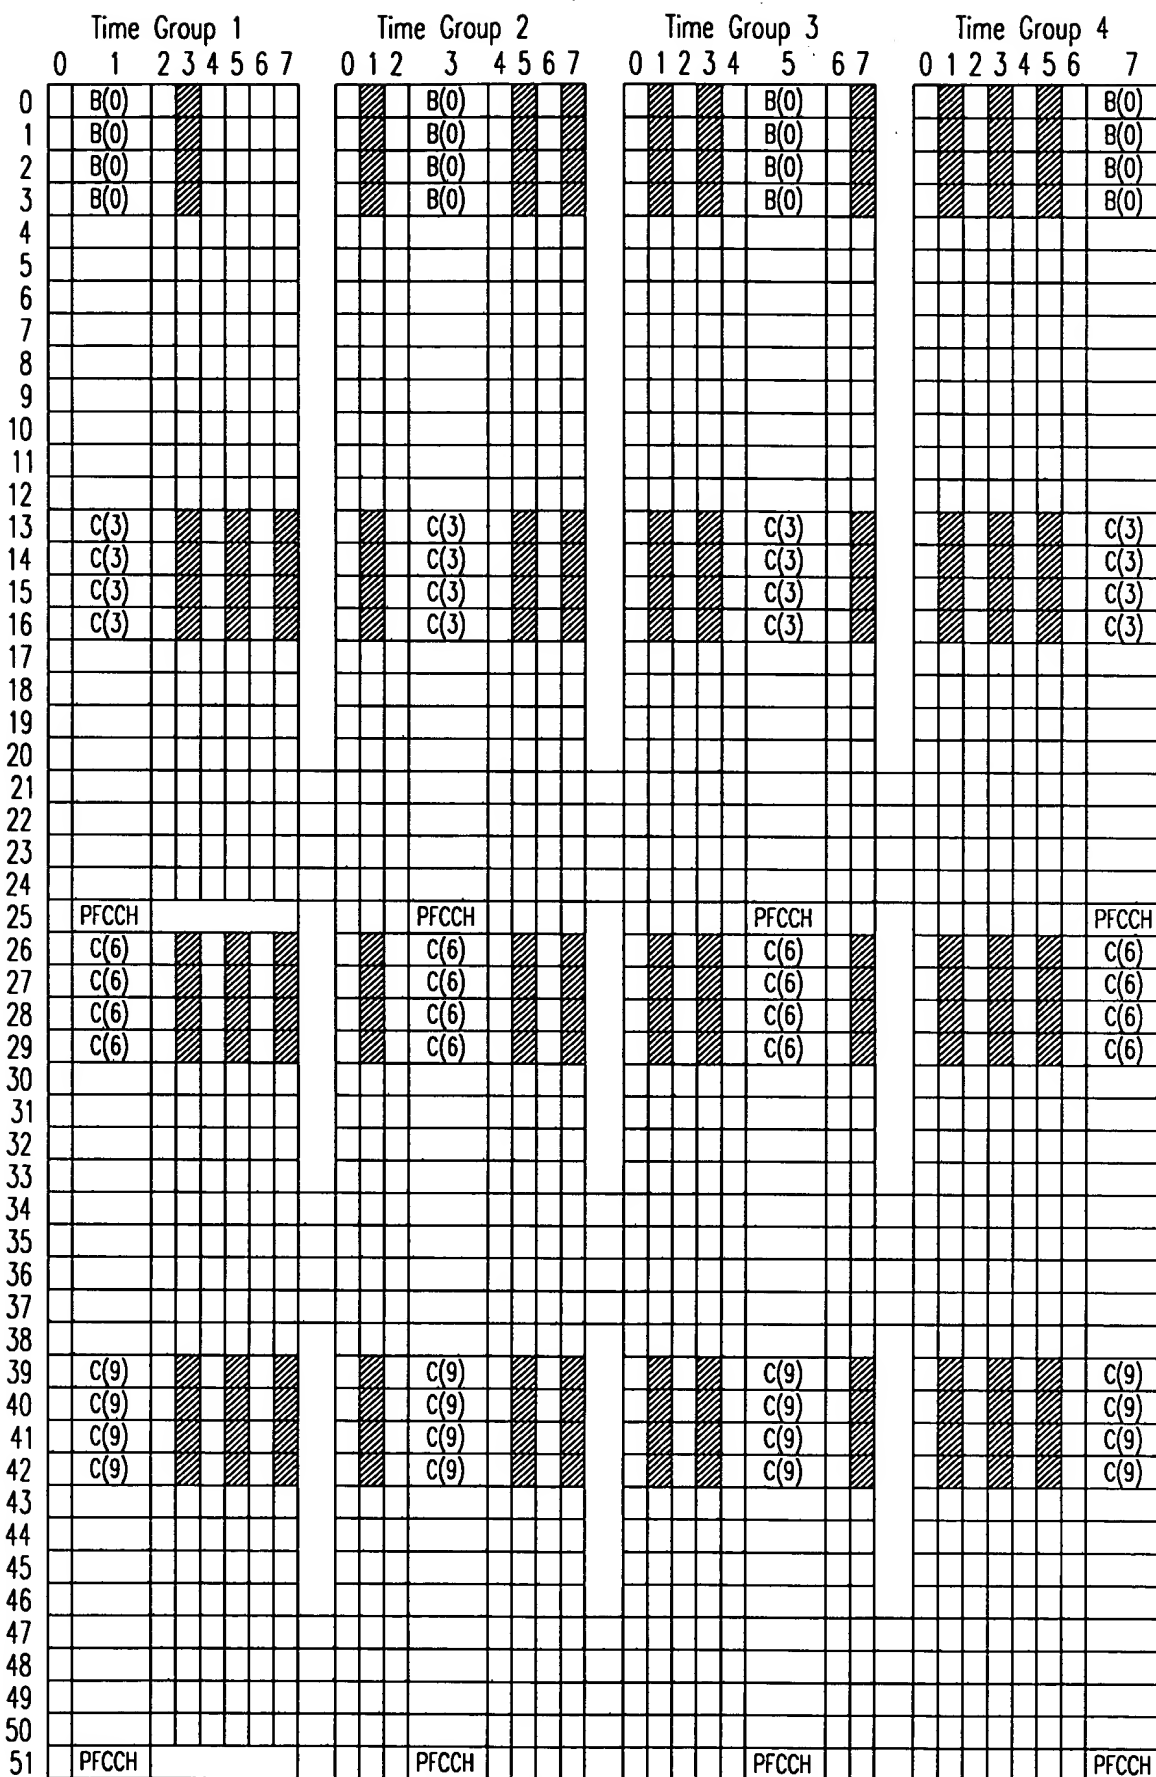 Time Group 1 Time Group 2 Time Group 3 Time Group 4
0 1 2 3 4 5 6 7 0 1 2 3 4 5 6 7 0 1 2 3 4 5 6 7 0 1 2 3 4 5 6 7
0 B(0) B(0) B(0) B(0)
1 B(0) B(0) B(0) B(0)
2 B(0) B(0) B(0) B(0)
3 B(0) B(0) B(0) B(0)
4
5
6
7
8
9
10
11
12
13 C(3) C(3) C(3) C(3)
14 C(3) C(3) C(3) C(3)
15 C(3) C(3) C(3) C(3)
16 C(3) C(3) C(3) C(3)
17
18
19
20
21
22
23
24
25 PFCCH PFCCH PFCCH PFCCH
26 C(6) C(6) C(6) C(6)
27 C(6) C(6) C(6) C(6)
28 C(6) C(6) C(6) C(6)
29 C(6) C(6) C(6) C(6)
30
31
32
33
34
35
36
37
38
39 C(9) C(9) C(9) C(9)
40 C(9) C(9) C(9) C(9)
41 C(9) C(9) C(9) C(9)
42 C(9) C(9) C(9) C(9)
43
44
45
46
47
48
49
50
51 PFCCH PFCCH PFCCH PFCCH